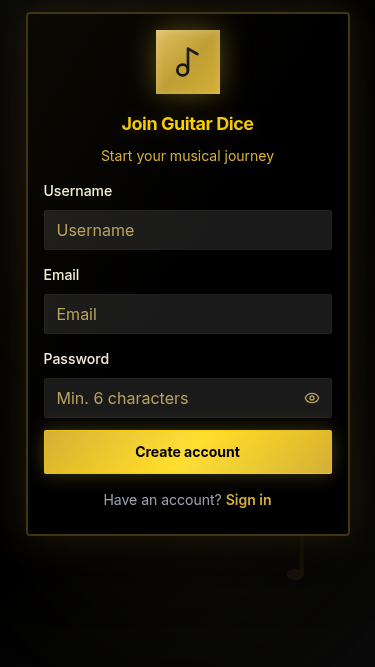 Join Guitar Dice
Start your musical journey
Username
Username
Email
Email
Password
Min. 6 characters
Create account
Have an account? Sign in